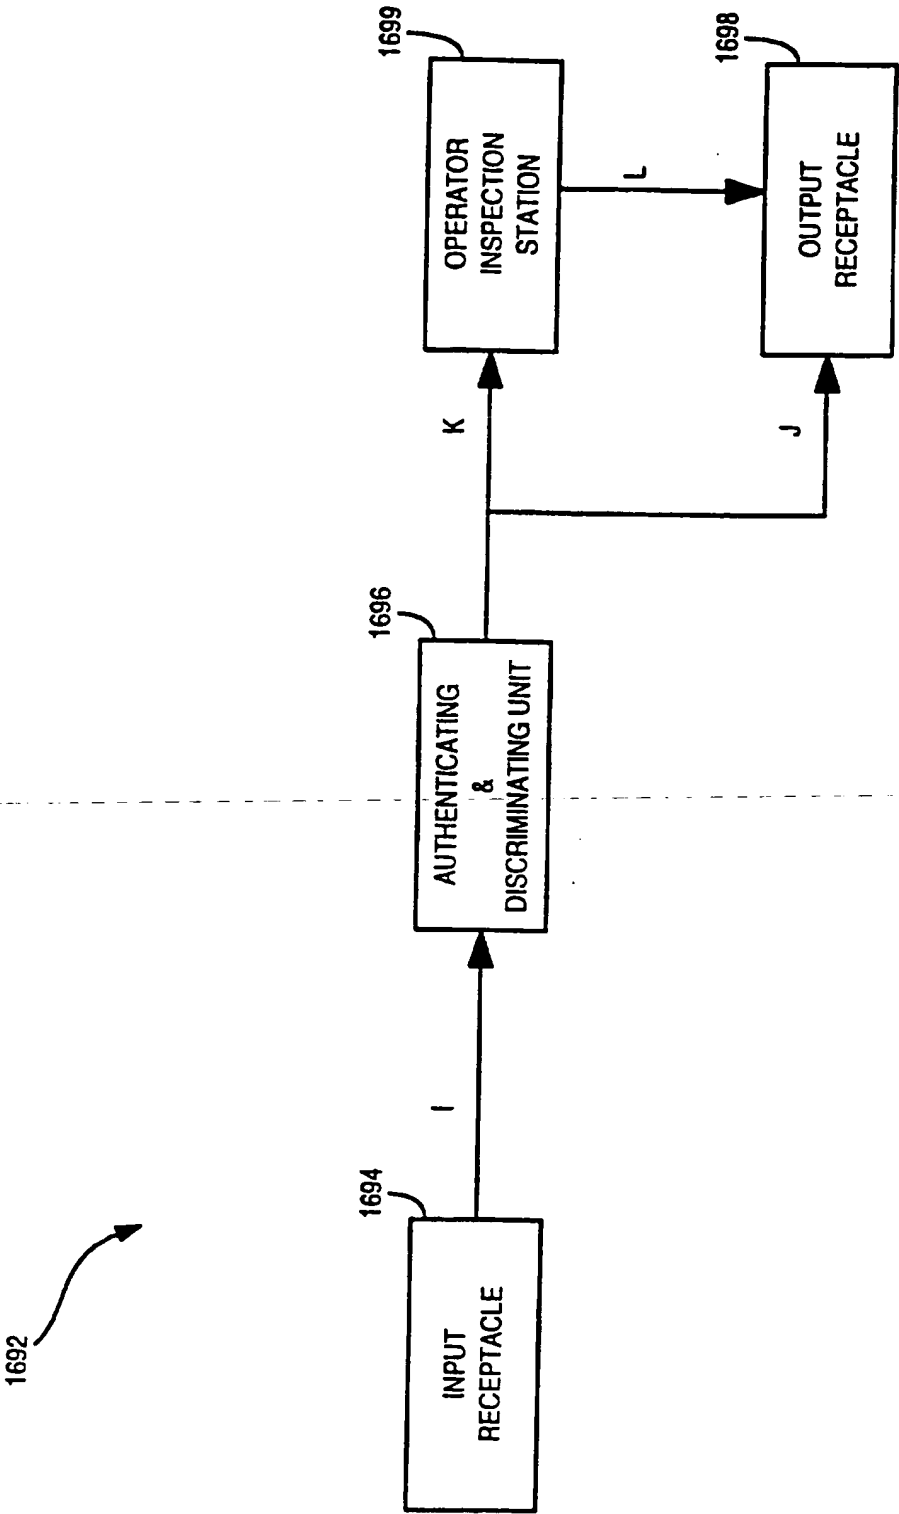 1692
1694
INPUT
RECEPTACLE
I
1696
AUTHENTICATING
&
DISCRIMINATING UNIT
K
J
1699
OPERATOR
INSPECTION
STATION
L
1698
OUTPUT
RECEPTACLE